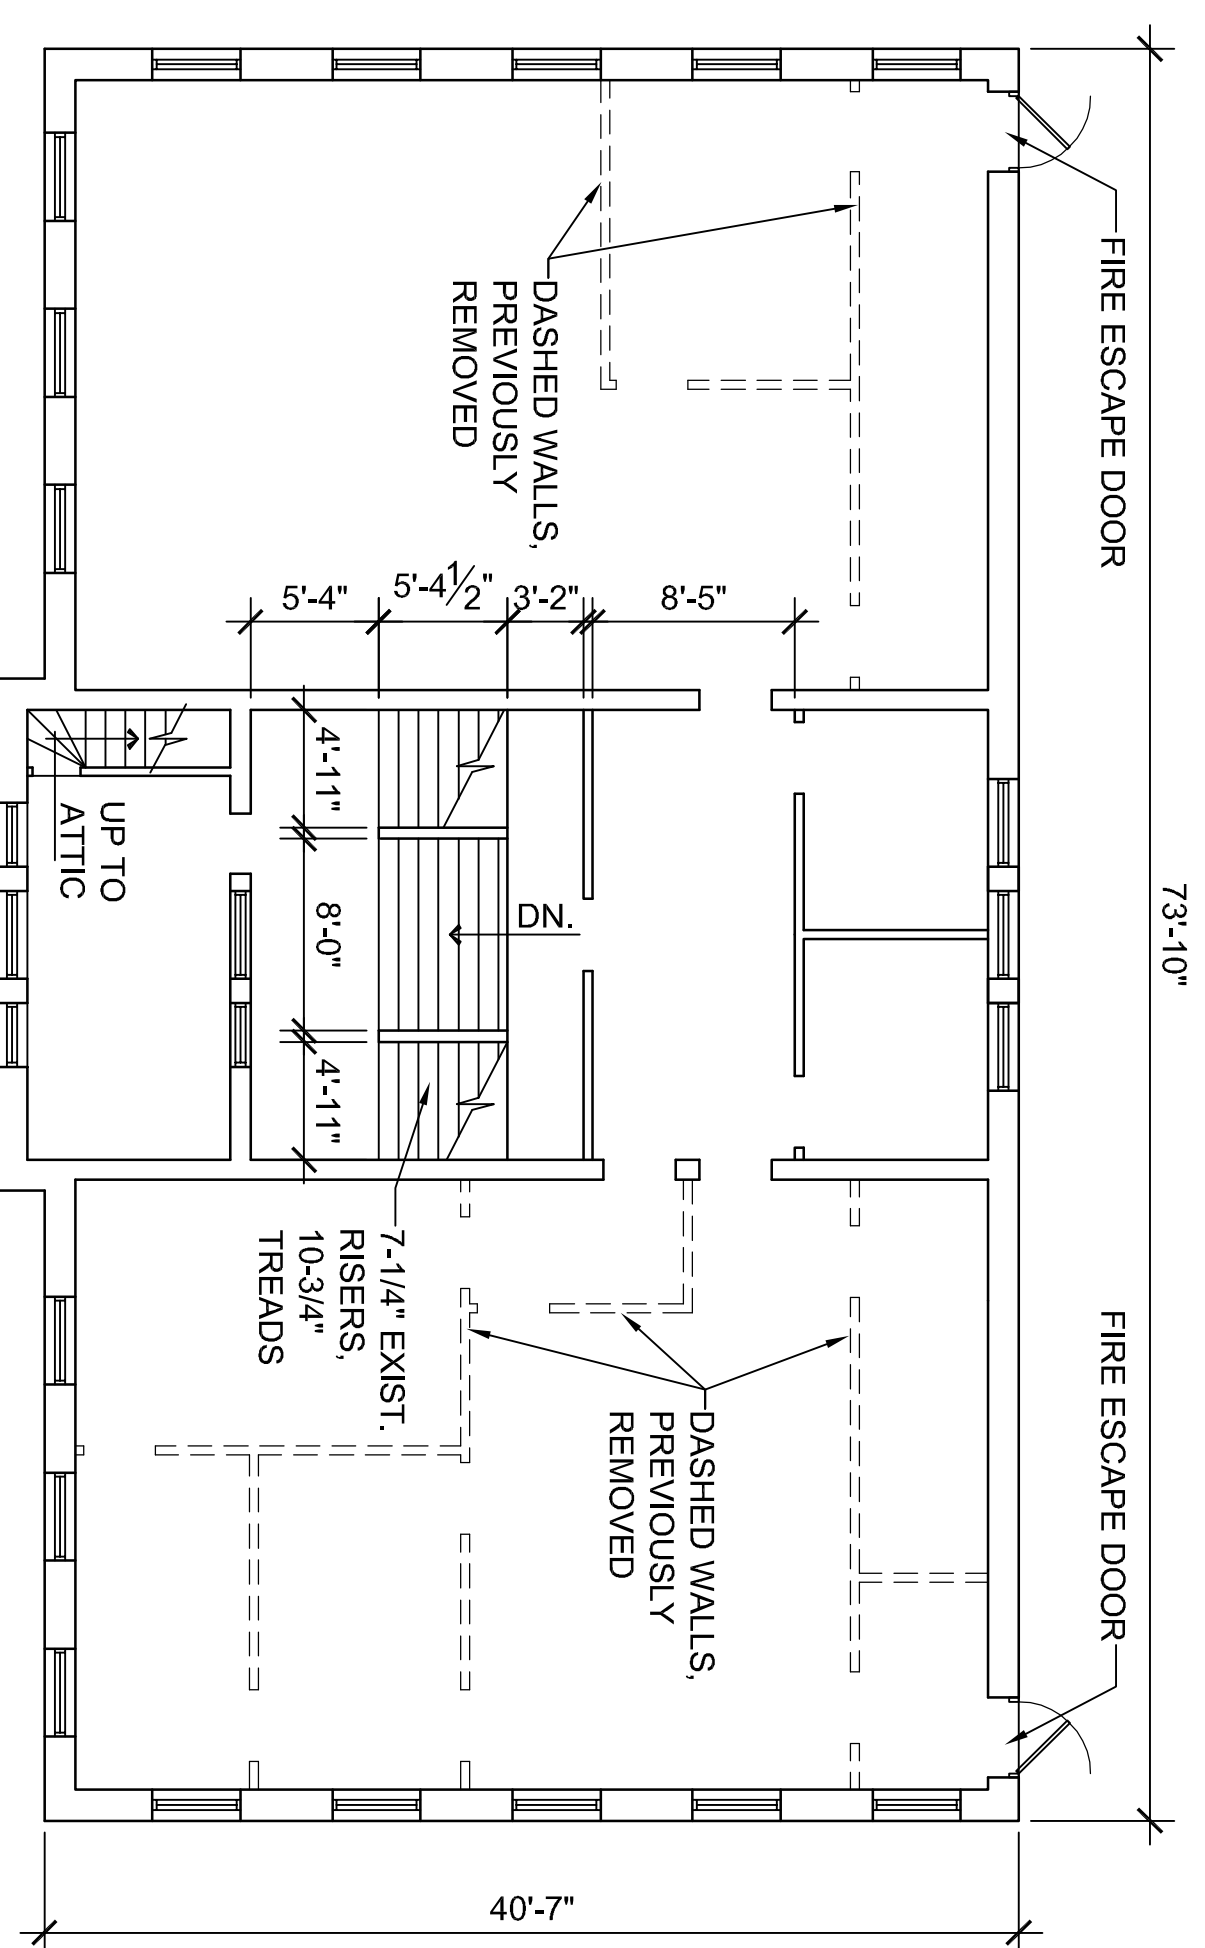 FIRE ESCAPE DOOR
FIRE ESCAPE DOOR
73'-10"
DASHED WALLS,
PREVIOUSLY
REMOVED
5'-4"
5'-4 1/2"
3'-2"
8'-5"
4'-11"
8'-0"
4'-11"
DN.
UP TO
ATTIC
7-1/4" EXIST.
RISERS,
10-3/4"
TREADS
DASHED WALLS,
PREVIOUSLY
REMOVED
40'-7"